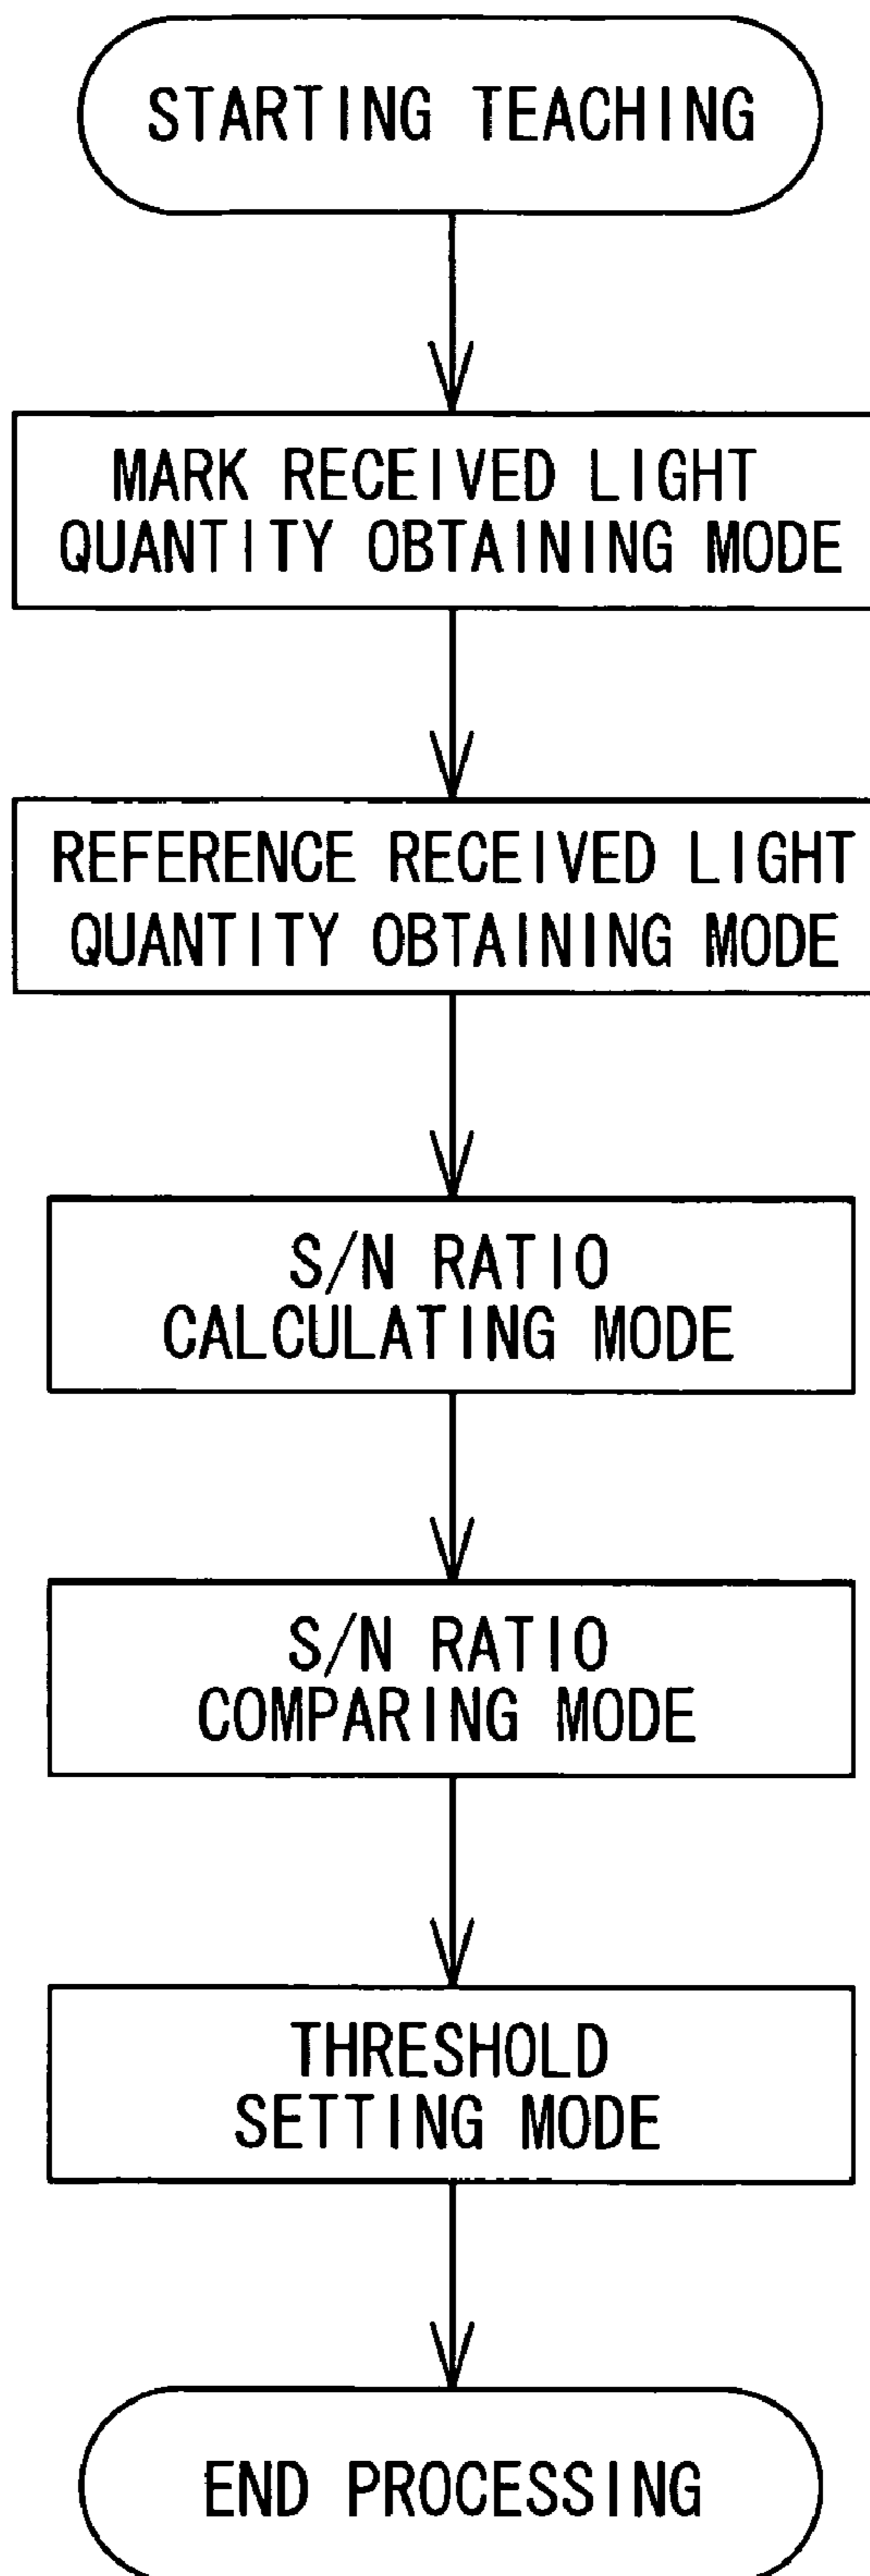 STARTING TEACHING
MARK RECEIVED LIGHT
QUANTITY OBTAINING MODE
REFERENCE RECEIVED LIGHT
QUANTITY OBTAINING MODE
S/N RATIO
CALCULATING MODE
S/N RATIO
COMPARING MODE
THRESHOLD
SETTING MODE
END PROCESSING